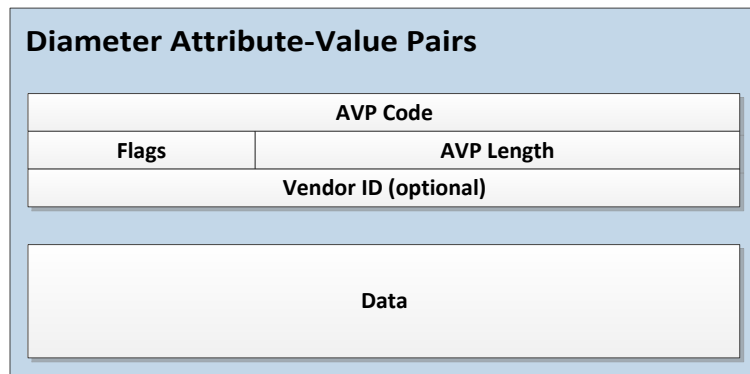 Diameter Attribute-Value Pairs
AVP Code
Flags AVP Length
Vendor ID (optional)
Data